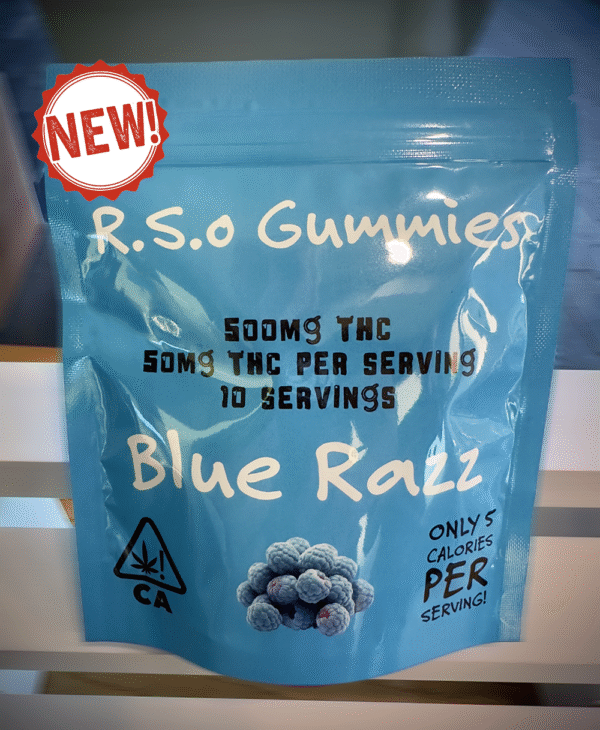 NEW!
R.S.o Gummies
500mg THC
50mg THC PER SERVING
10 SERVINGS
Blue Razz
ONLY 5
CALORIES
PER
SERVING!
CA